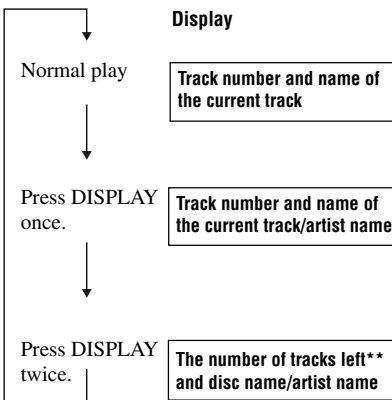 Display
Normal play
Track number and name of
the current track
Press DISPLAY
once.
Track number and name of
the current track/artist name
Press DISPLAY
twice.
The number of tracks left**
and disc name/artist name